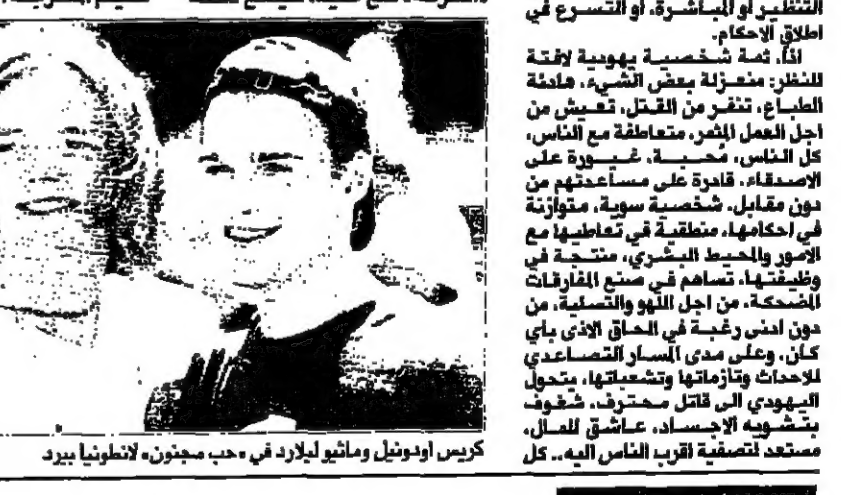 التنظير أو المباشرة، أو التسرع في
اطلاق الاحكام.
اذاً، ثمة شخصية يهودية لافتة
للنظر: منعزلة بعض الشيء، هادئة
الطباع، تنفر من القتل، تعيش من
اجل العمل المثمر، متعاطفة مع الناس،
كل الناس، مُحبة، غيورة على
الاصدقاء، قادرة على مساعدتهم من
دون مقابل. شخصية سوية، متوازنة
في احكامها، منطقية في تعاطيها مع
الامور والمحيط البشري، منتجة في
وظيفتها، تساهم في صنع المفارقات
المضحكة، من اجل اللهو والتسلية، من
دون ادنى رغبة في الحاق الاذى بأي
كان. وعلى مدى المسار التصاعدي
للاحداث وتأزماتها وتشعباتها، يتحول
اليهودي الى قاتل محترف، شغوف
بتشويه الاجساد، عاشق للمال،
مستعد لتصفية اقرب الناس اليه.. كل
كريس اودونيل وماثيو ليلارد في «حب مجنون» لانطونيا بيرد